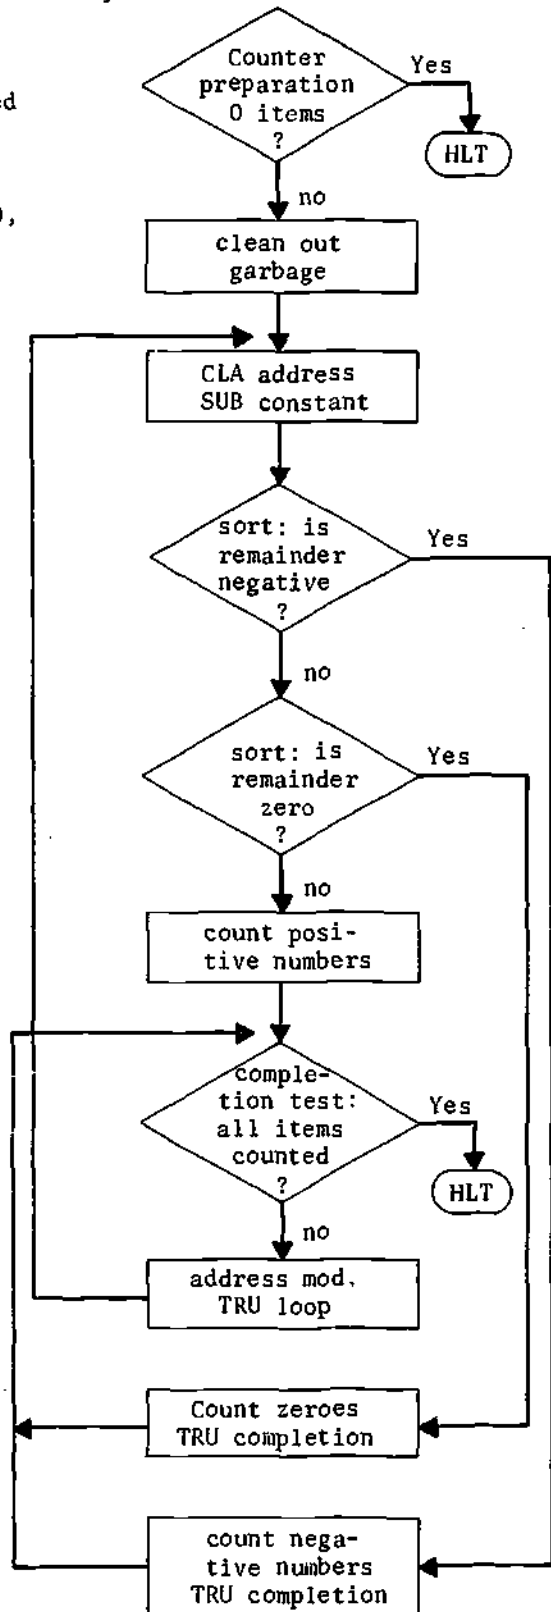 Counter
preparation
0 items
?
Yes
HLT
ed
no
),
clean out
garbage
CLA address
SUB constant
sort: is
remainder
negative
?
Yes
no
sort: is
remainder
zero
?
Yes
no
count posi-
tive numbers
comple-
tion test:
all items
counted
?
Yes
HLT
no
address mod.
TRU loop
Count zeroes
TRU completion
count nega-
tive numbers
TRU completion